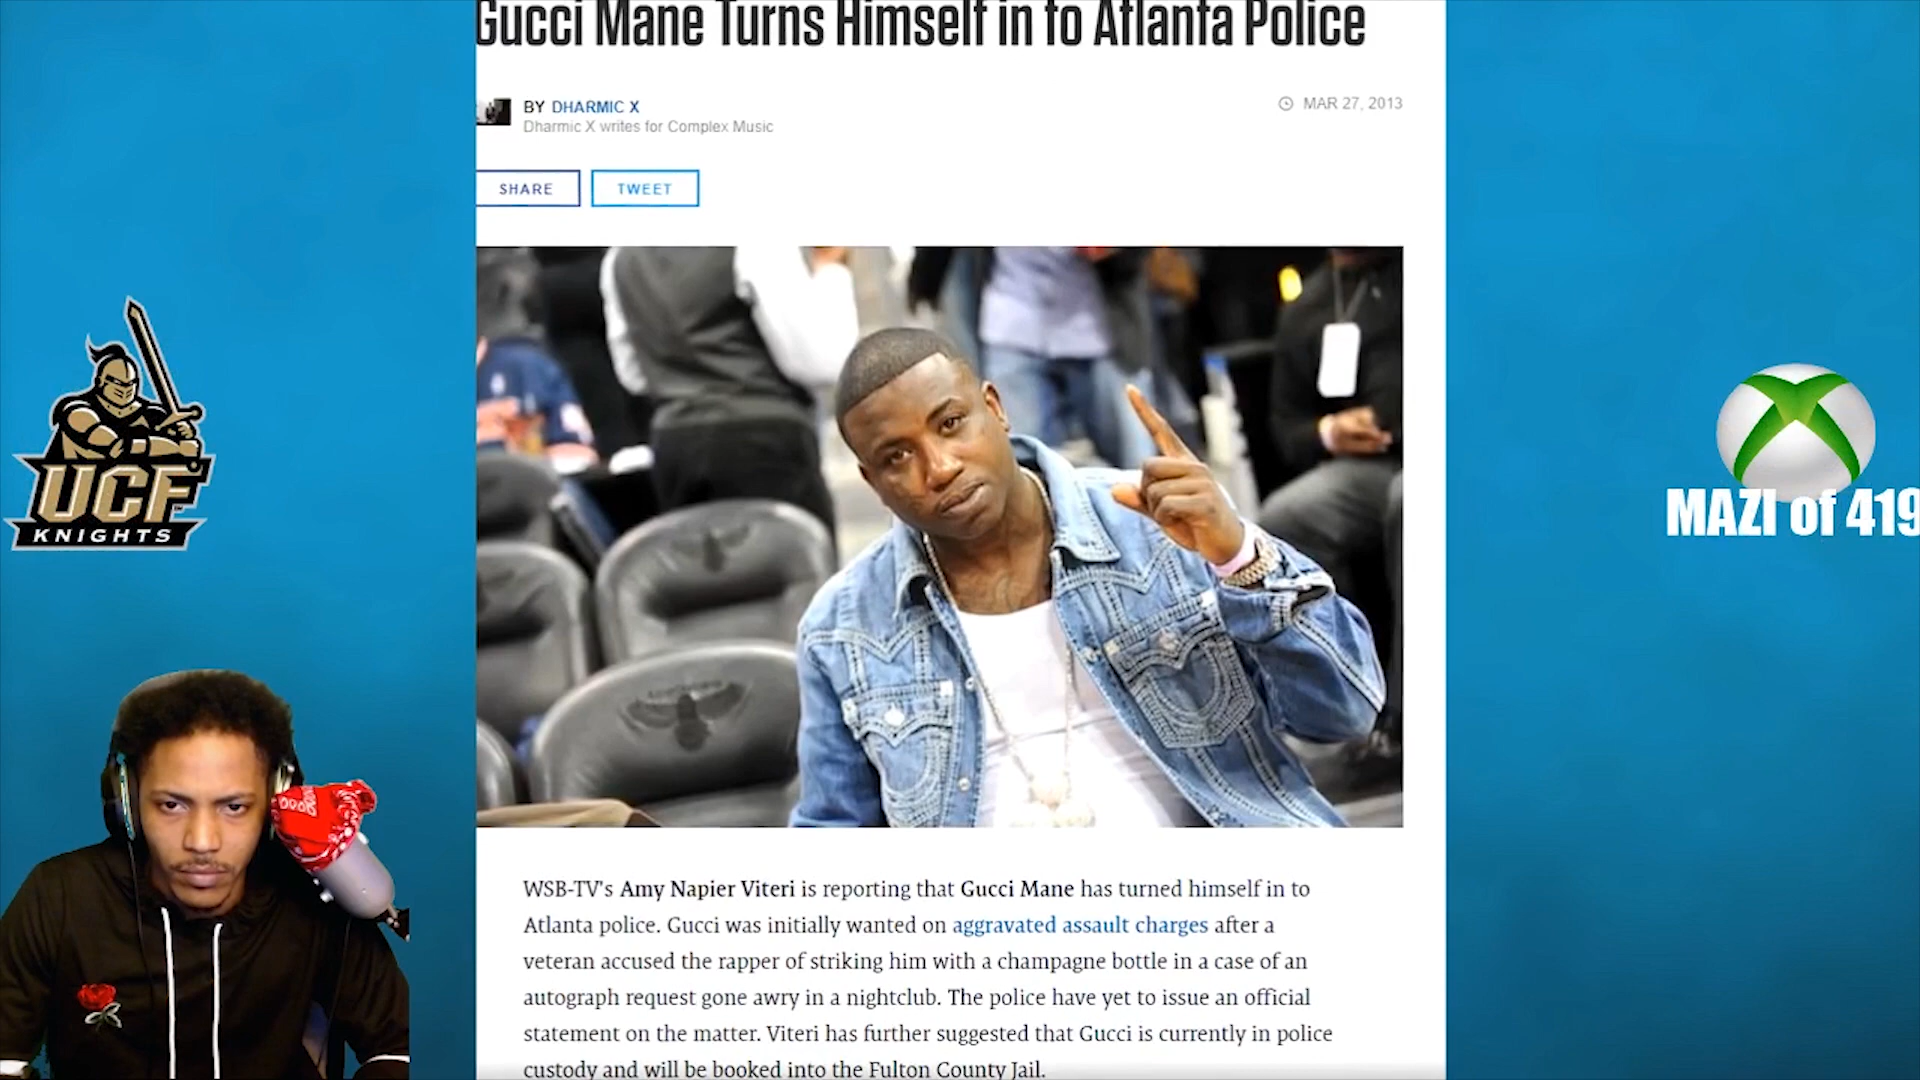 Gucci Mane Turns Himself in to Atlanta Police
BY DHARMIC X
Dharmic X writes for Complex Music
MAR 27, 2013
SHARE
TWEET
WSB-TV's Amy Napier Viteri is reporting that Gucci Mane has turned himself in to
Atlanta police. Gucci was initially wanted on aggravated assault charges after a
veteran accused the rapper of striking him with a champagne bottle in a case of an
autograph request gone awry in a nightclub. The police have yet to issue an official
statement on the matter. Viteri has further suggested that Gucci is currently in police
custody and will be booked into the Fulton County Jail.
UCF
KNIGHTS
MAZI of 419